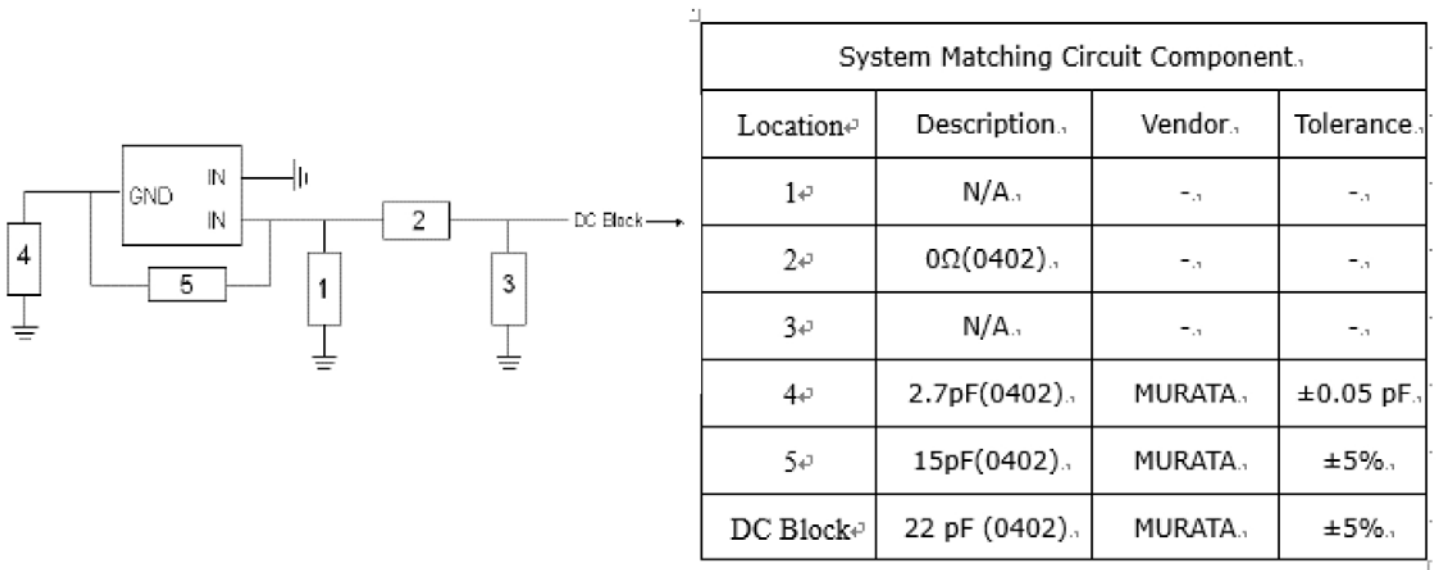 IN
GND
IN
2
DC Block
4
5
1
3
System Matching Circuit Component
Location Description Vendor Tolerance
1 N/A - -
2 0Ω(0402) - -
3 N/A - -
4 2.7pF(0402) MURATA ±0.05 pF
5 15pF(0402) MURATA ±5%
DC Block 22 pF (0402) MURATA ±5%